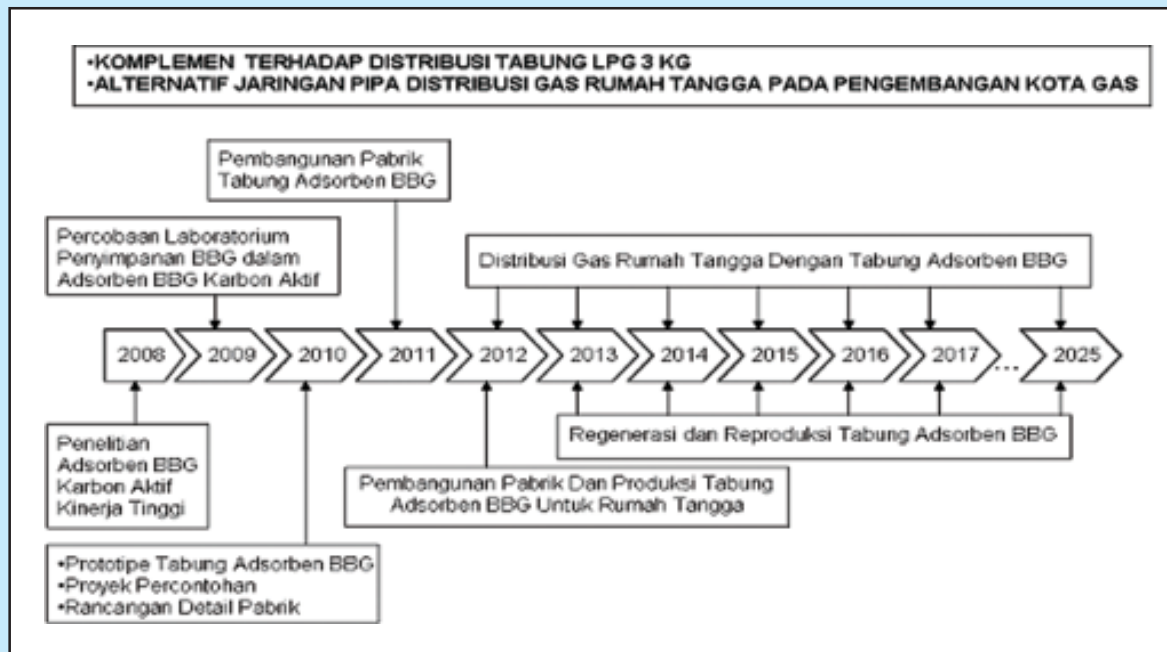 •KOMPLEMEN TERHADAP DISTRIBUSI TABUNG LPG 3 KG
•ALTERNATIF JARINGAN PIPA DISTRIBUSI GAS RUMAH TANGGA PADA PENGEMBANGAN KOTA GAS
Pembangunan Pabrik
Tabung Adsorben BBG
Percobaan Laboratorium
Penyimpanan BBG dalam
Adsorben BBG Karbon Aktif
Distribusi Gas Rumah Tangga Dengan Tabung Adsorben BBG
2008 2009 2010 2011 2012 2013 2014 2015 2016 2017 ... 2025
Penelitian
Adsorben BBG
Karbon Aktif
Kinerja Tinggi
Regenerasi dan Reproduksi Tabung Adsorben BBG
Pembangunan Pabrik Dan Produksi Tabung
Adsorben BBG Untuk Rumah Tangga
•Prototipe Tabung Adsorben BBG
•Proyek Percontohan
•Rancangan Detail Pabrik